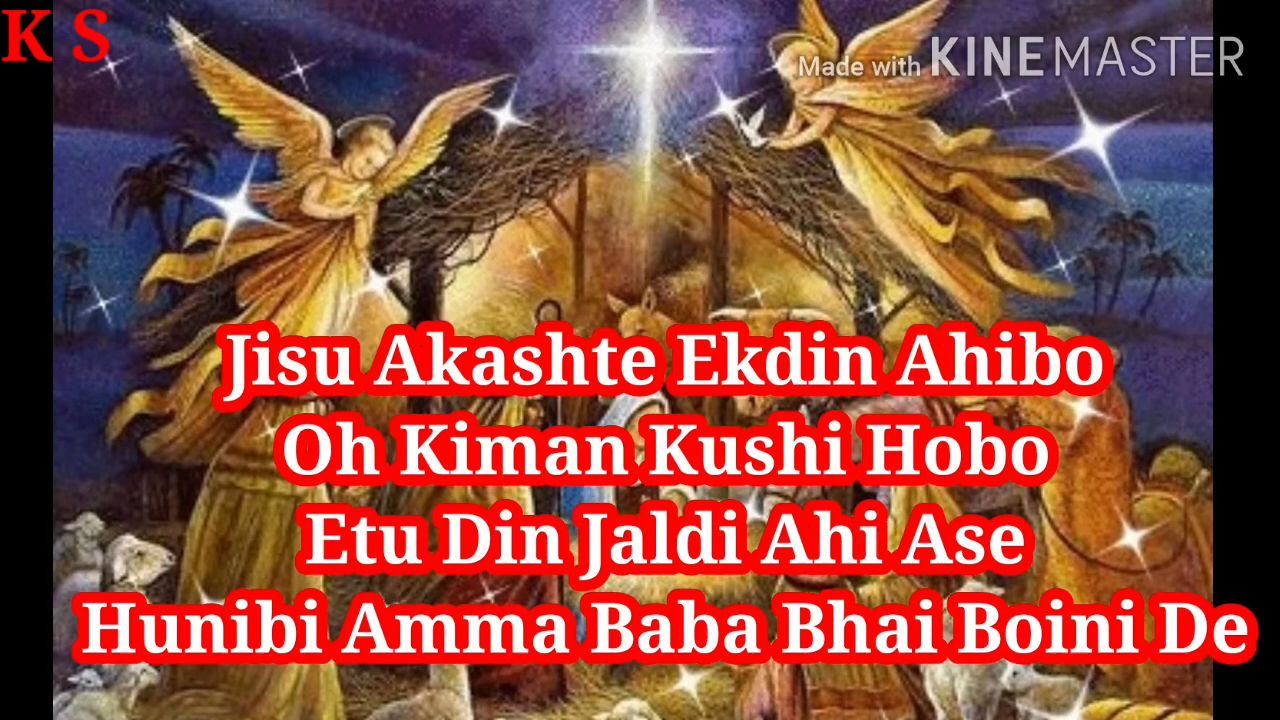 K S
Made with KINEMASTER
Jisu Akashte Ekdin Ahibo
Oh Kiman Kushi Hobo
Etu Din Jaldi Ahi Ase
Hunibi Amma Baba Bhai Boini De